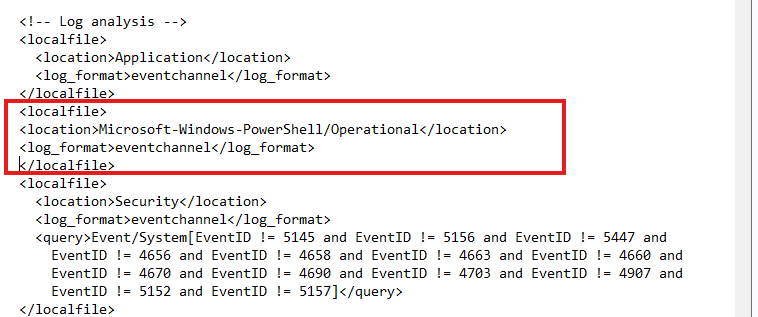 <!-- Log analysis -->
<localfile>
<location>Application</location>
<log_format>eventchannel</log_format>
</localfile>
<localfile>
<location>Microsoft-Windows-PowerShell/Operational</location>
<log_format>eventchannel</log_format>
</localfile>
<localfile>
<location>Security</location>
<log_format>eventchannel</log_format>
<query>Event/System[EventID != 5145 and EventID != 5156 and EventID != 5447 and
EventID != 4656 and EventID != 4658 and EventID != 4663 and EventID != 4660 and
EventID != 4670 and EventID != 4690 and EventID != 4703 and EventID != 4907 and
EventID != 5152 and EventID != 5157]</query>
</localfile>